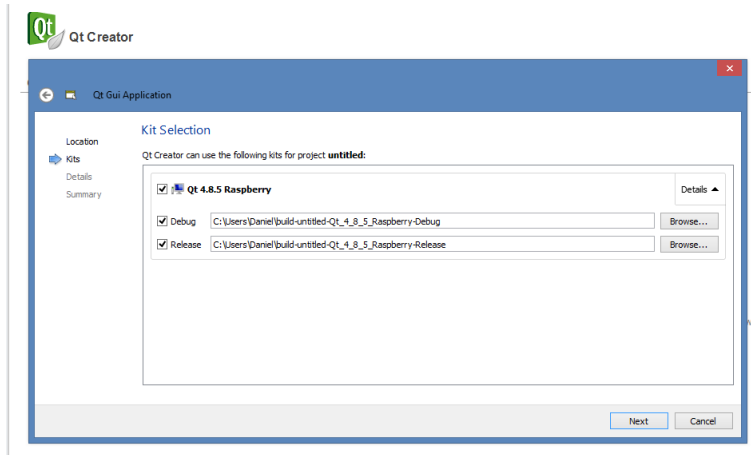 Qt Qt Creator
Qt Gui Application
Location
Kits
Details
Summary
Kit Selection
Qt Creator can use the following kits for project untitled:
Qt 4.8.5 Raspberry Details
Debug C:\Users\Daniel\build-untitled-Qt_4_8_5_Raspberry-Debug Browse...
Release C:\Users\Daniel\build-untitled-Qt_4_8_5_Raspberry-Release Browse...
Next Cancel